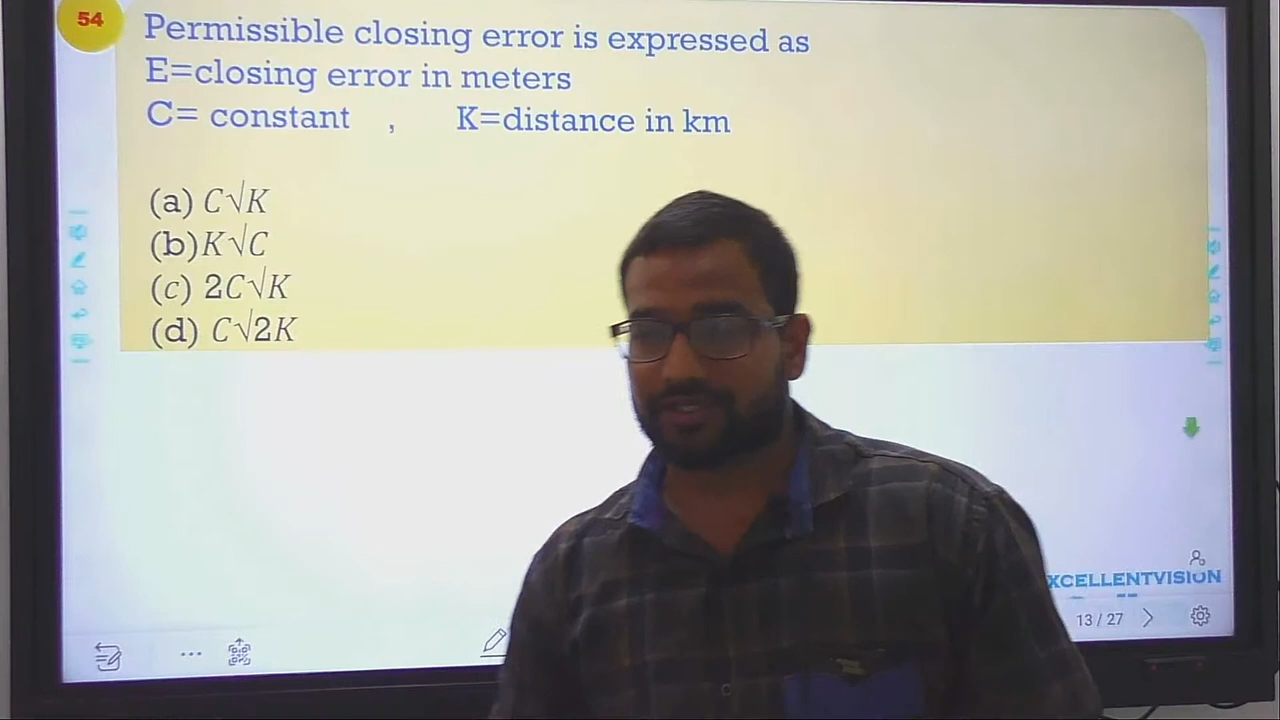 54
Permissible closing error is expressed as
E=closing error in meters
C= constant , K=distance in km
(a) C√K
(b)K√C
(c) 2C√K
(d) C√2K
XCELLENTVISION
13 / 27